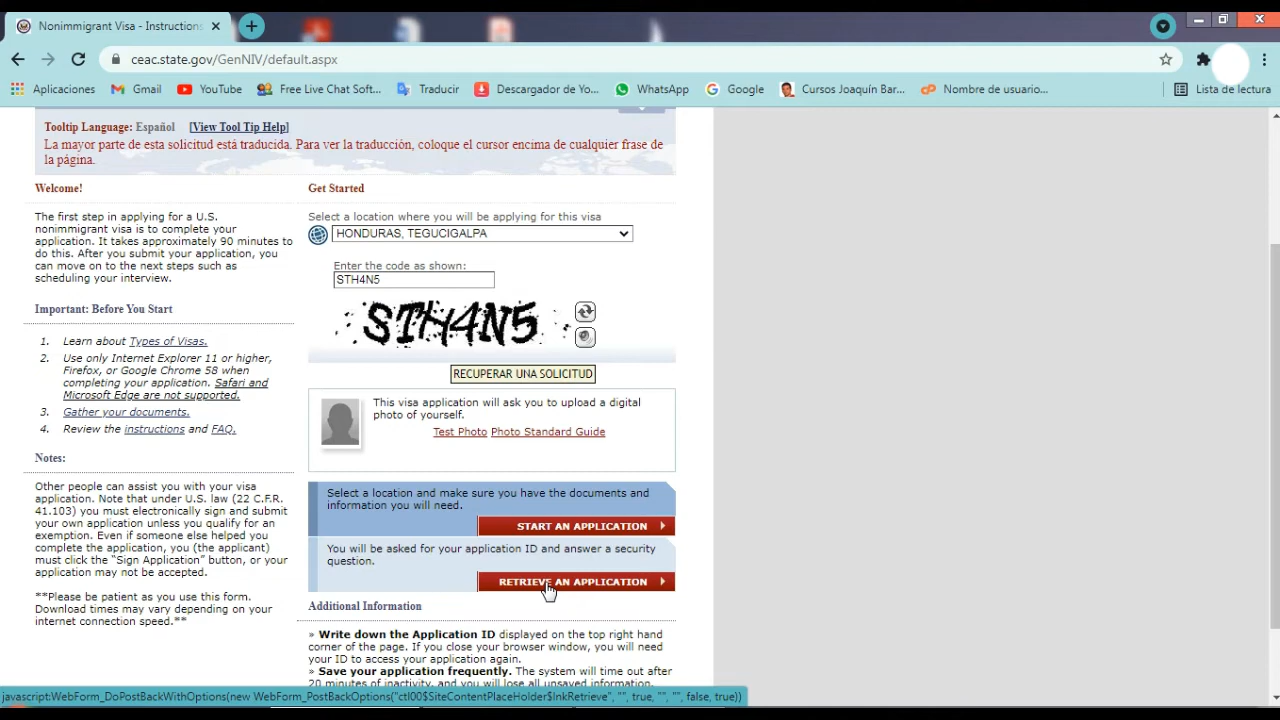 Nonimmigrant Visa - Instructions
ceac.state.gov/GenNIV/default.aspx
Aplicaciones
Gmail
YouTube
Free Live Chat Soft...
Traducir
Descargador de Yo...
WhatsApp
Google
Cursos Joaquín Bar...
Nombre de usuario...
Lista de lectura
Tooltip Language: Español [View Tool Tip Help]
La mayor parte de esta solicitud está traducida. Para ver la traducción, coloque el cursor encima de cualquier frase de
la página.
Welcome!
The first step in applying for a U.S.
nonimmigrant visa is to complete your
application. It takes approximately 90 minutes to
do this. After you submit your application, you
can move on to the next steps such as
scheduling your interview.
Important: Before You Start
1. Learn about Types of Visas.
2. Use only Internet Explorer 11 or higher,
Firefox, or Google Chrome 58 when
completing your application. Safari and
Microsoft Edge are not supported.
3. Gather your documents.
4. Review the instructions and FAQ.
Notes:
Other people can assist you with your visa
application. Note that under U.S. law (22 C.F.R.
41.103) you must electronically sign and submit
your own application unless you qualify for an
exemption. Even if someone else helped you
complete the application, you (the applicant)
must click the “Sign Application” button, or your
application may not be accepted.
**Please be patient as you use this form.
Download times may vary depending on your
internet connection speed.**
Get Started
Select a location where you will be applying for this visa
HONDURAS, TEGUCIGALPA
Enter the code as shown:
STH4N5
STH4N5
RECUPERAR UNA SOLICITUD
This visa application will ask you to upload a digital
photo of yourself.
Test Photo Photo Standard Guide
Select a location and make sure you have the documents and
information you will need.
START AN APPLICATION
You will be asked for your application ID and answer a security
question.
RETRIEVE AN APPLICATION
Additional Information
» Write down the Application ID displayed on the top right hand
corner of the page. If you close your browser window, you will need
your ID to access your application again.
» Save your application frequently. The system will time out after
20 minutes of inactivity, and you will lose all unsaved information.
javascript:WebForm_DoPostBackWithOptions(new WebForm_PostBackOptions("ctl00$SiteContentPlaceHolder$lnkRetrieve", "", true, "", "", false, true))